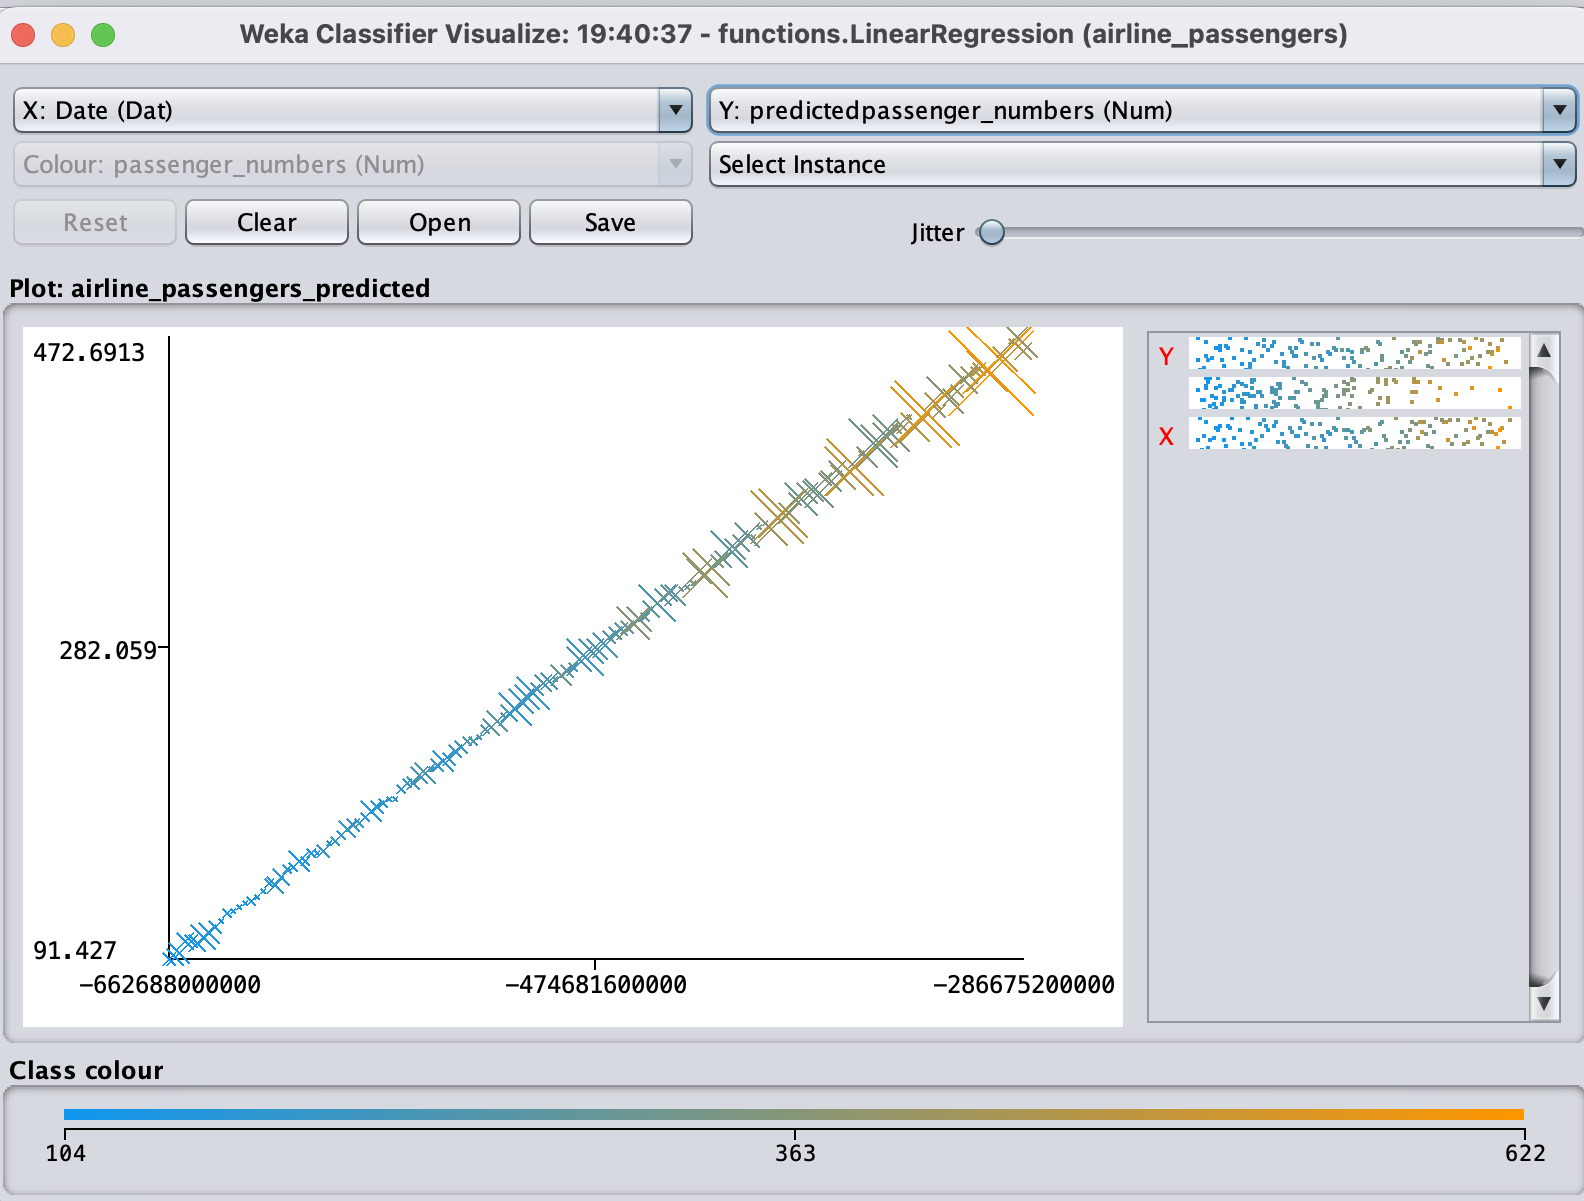 Weka Classifier Visualize: 19:40:37 - functions.LinearRegression (airline_passengers)
X: Date (Dat)
Y: predictedpassenger_numbers (Num)
Colour: passenger_numbers (Num)
Select Instance
Reset
Clear
Open
Save
Jitter
Plot: airline_passengers_predicted
472.6913
282.059
91.427
-662688000000
-474681600000
-286675200000
Y
X
Class colour
104
363
622